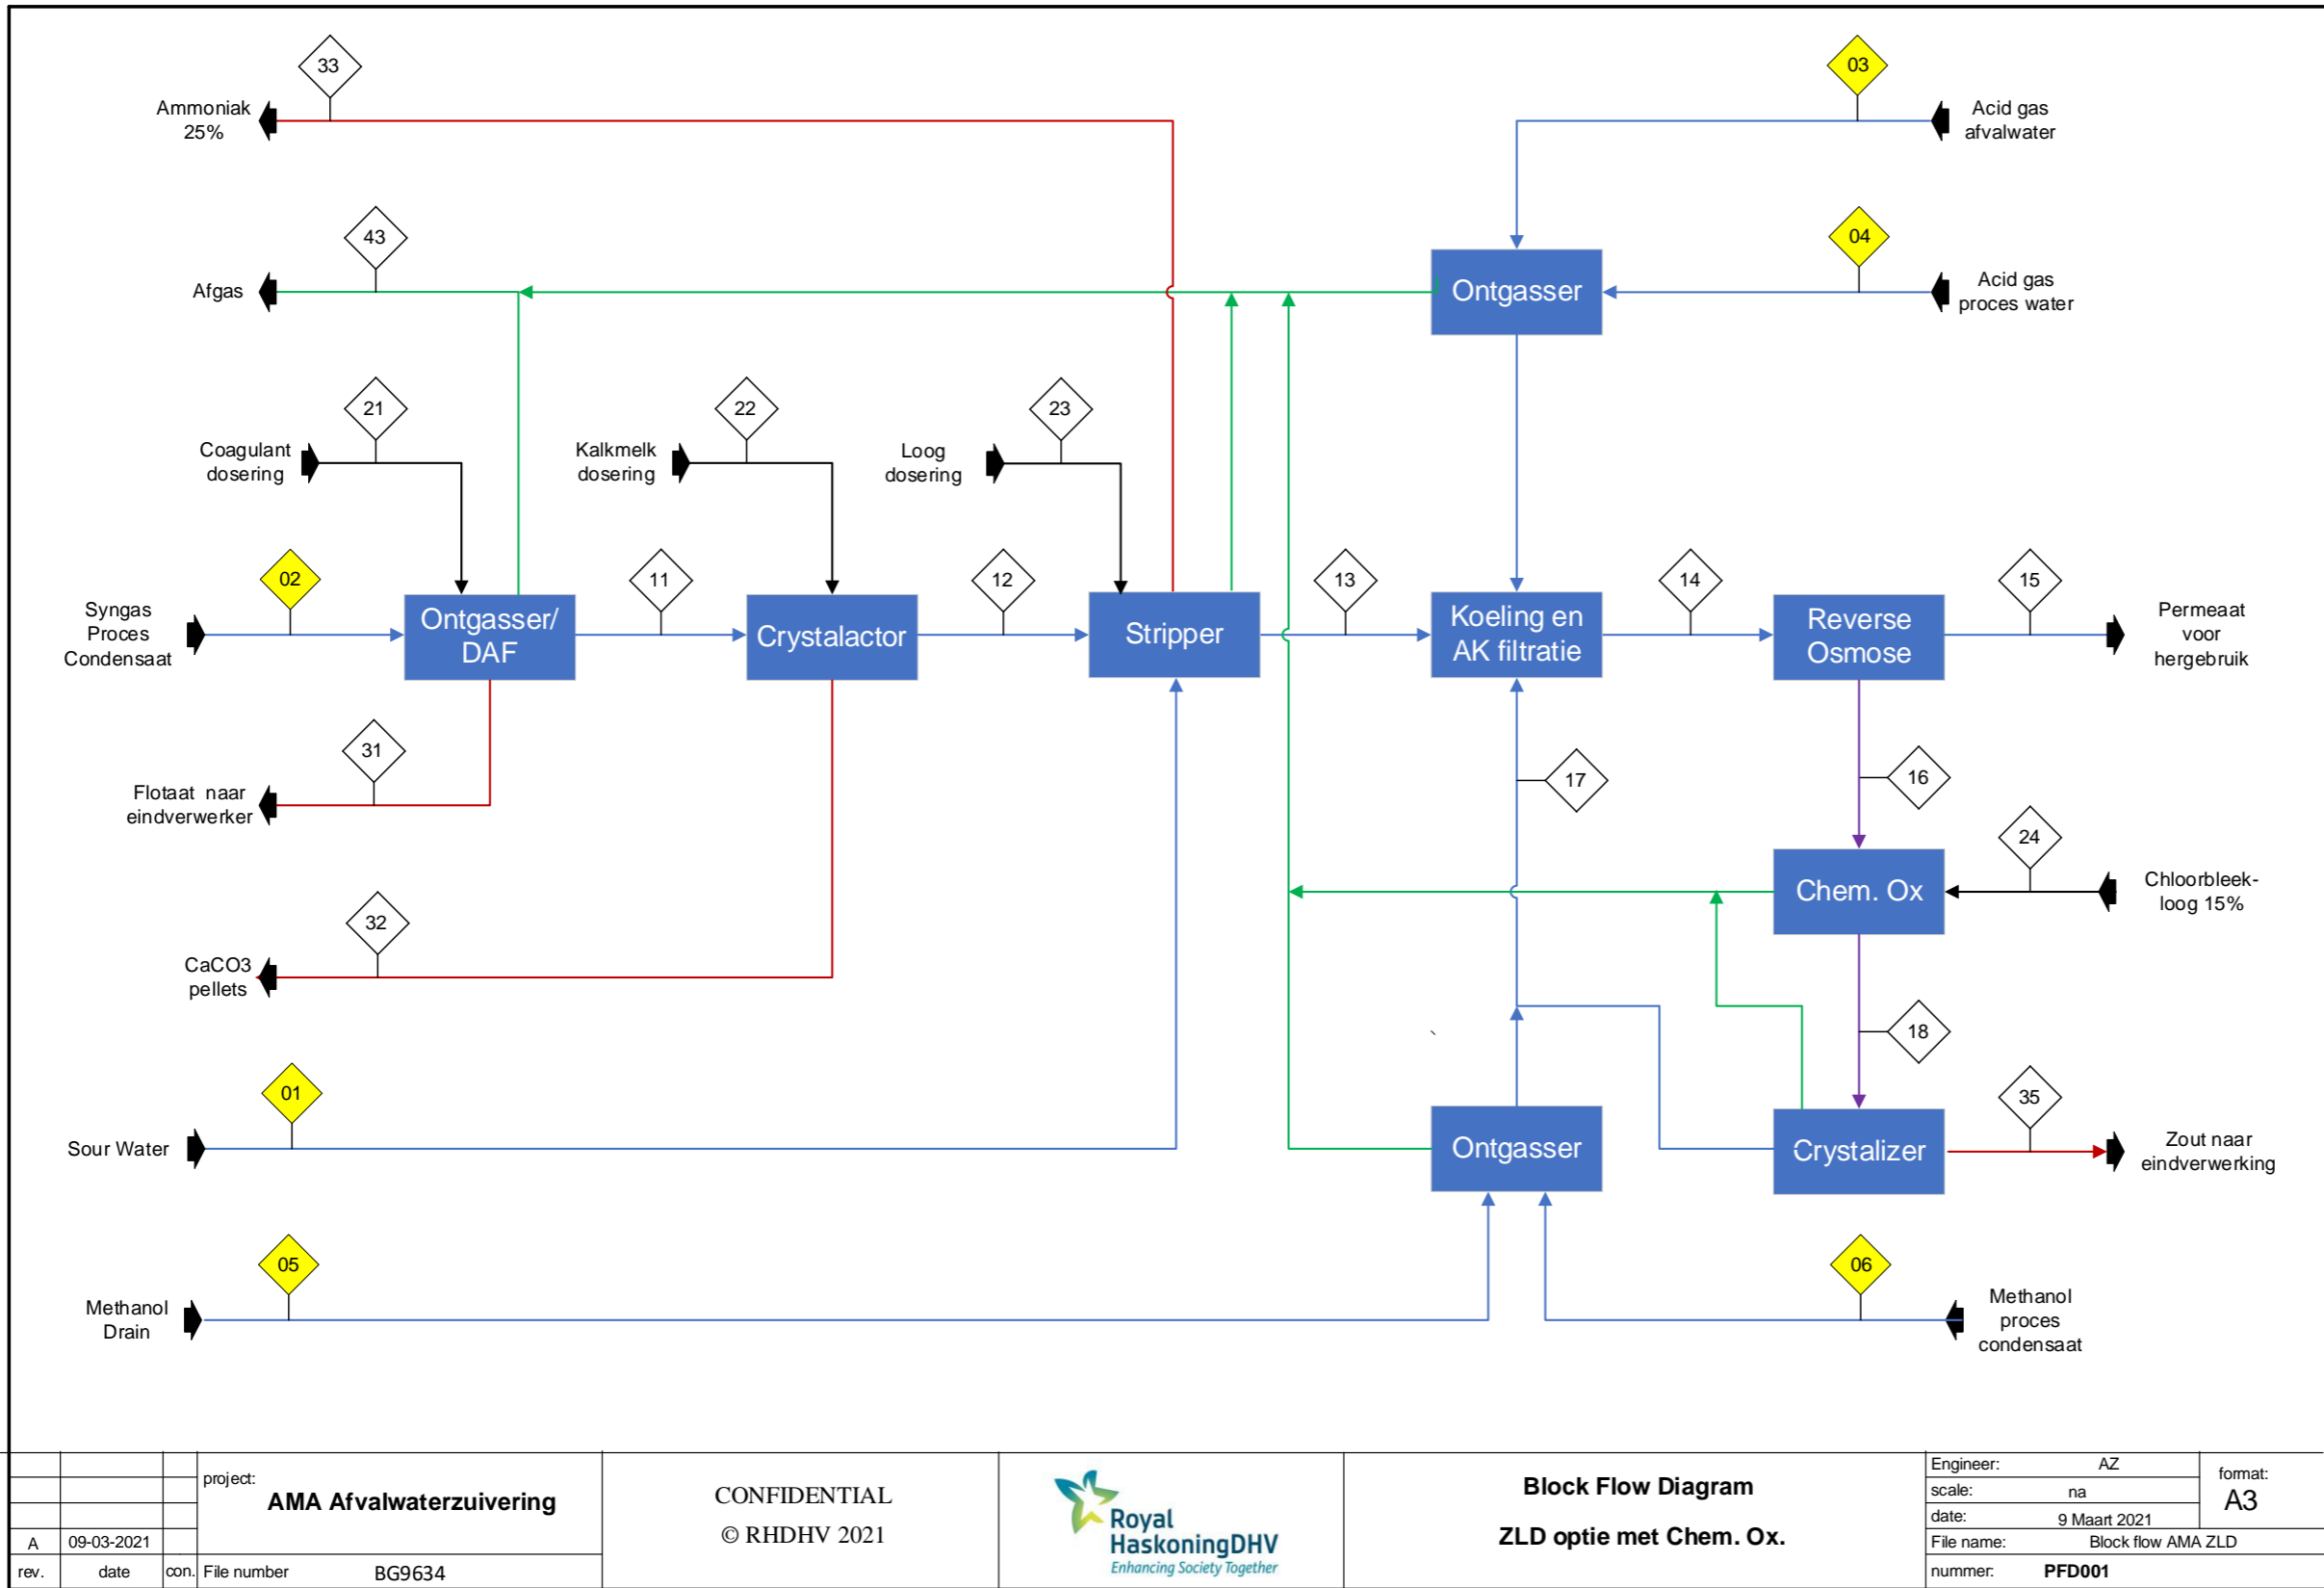 33
03
Ammoniak
25%
Acid gas
afvalwater
43
04
Afgas
Ontgasser
Acid gas
proces water
21
22
23
Coagulant
dosering
Kalkmelk
dosering
Loog
dosering
02
11
12
13
14
15
Syngas
Proces
Condensaat
Ontgasser/
DAF
Crystalactor
Stripper
Koeling en
AK filtratie
Reverse
Osmose
Permeaat
voor
hergebruik
31
17
16
Flotaat naar
eindverwerker
24
32
Chem. Ox
Chloorbleek-
loog 15%
CaCO3
pellets
18
01
35
Sour Water
Ontgasser
Crystalizer
Zout naar
eindverwerking
05
06
Methanol
Drain
Methanol
proces
condensaat
project:
AMA Afvalwaterzuivering
A 09-03-2021
rev. date con.
File number BG9634
CONFIDENTIAL
© RHDHV 2021
Royal
HaskoningDHV
Enhancing Society Together
Block Flow Diagram
ZLD optie met Chem. Ox.
Engineer: AZ
scale: na
date: 9 Maart 2021
File name: Block flow AMA ZLD
nummer: PFD001
format:
A3